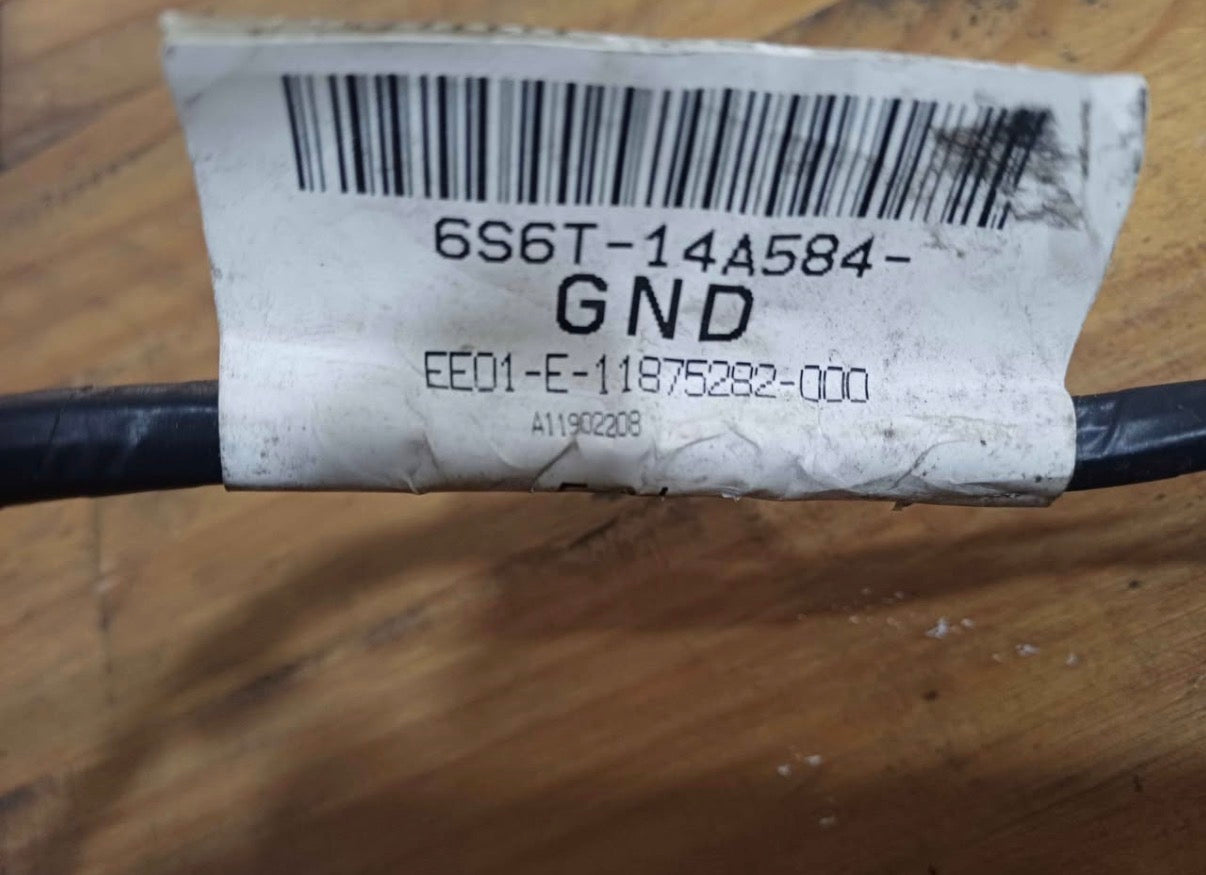 6S6T-14A584-
GND
EE01-E-11875282-000
A11902208